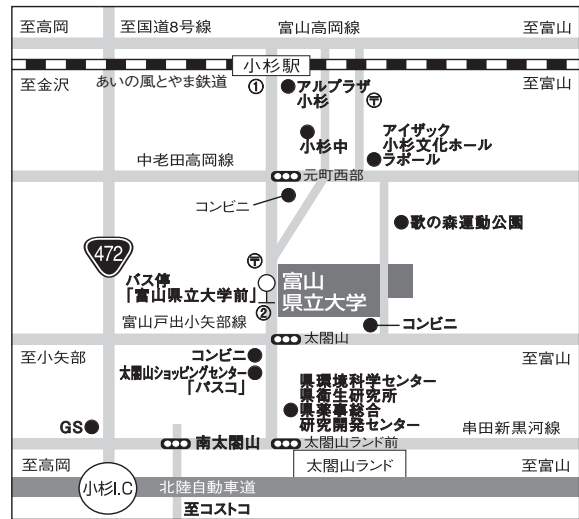 至高岡
至国道8号線
富山高岡線
至富山
小杉駅
至金沢
あいの風とやま鉄道
①
アルプラザ
小杉
〒
至富山
小杉中
アイザック
小杉文化ホール
ラポール
中老田高岡線
元町西部
コンビニ
歌の森運動公園
472
〒
バス停
「富山県立大学前」
②
富山
県立大学
富山戸出小矢部線
コンビニ
太閤山
至小矢部
コンビニ
至富山
太閤山ショッピングセンター
「パスコ」
県環境科学センター
県衛生研究所
県薬事総合
研究開発センター
GS
串田新黒河線
南太閤山
太閤山ランド前
至高岡
太閤山ランド
至富山
小杉I.C
北陸自動車道
至コストコ